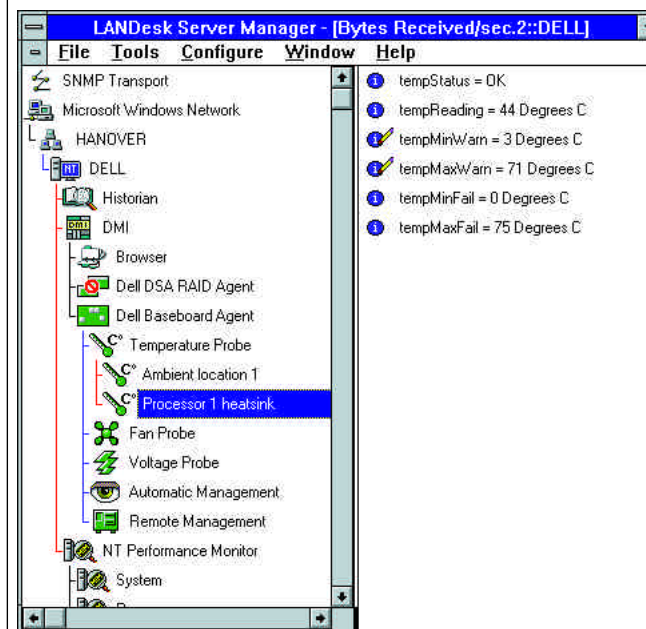 LANDesk Server Manager - [Bytes Received/sec.2::DELL]
File Tools Configure Window Help
SNMP Transport
Microsoft Windows Network
HANOVER
NT DELL
Historian
DMI DMI
Browser
Dell DSA RAID Agent
Dell Baseboard Agent
C° Temperature Probe
C° Ambient location 1
C° Processor 1 heatsink
Fan Probe
Voltage Probe
Automatic Management
Remote Management
NT Performance Monitor
System
tempStatus = OK
tempReading = 44 Degrees C
tempMinWarn = 3 Degrees C
tempMaxWarn = 71 Degrees C
tempMinFail = 0 Degrees C
tempMaxFail = 75 Degrees C